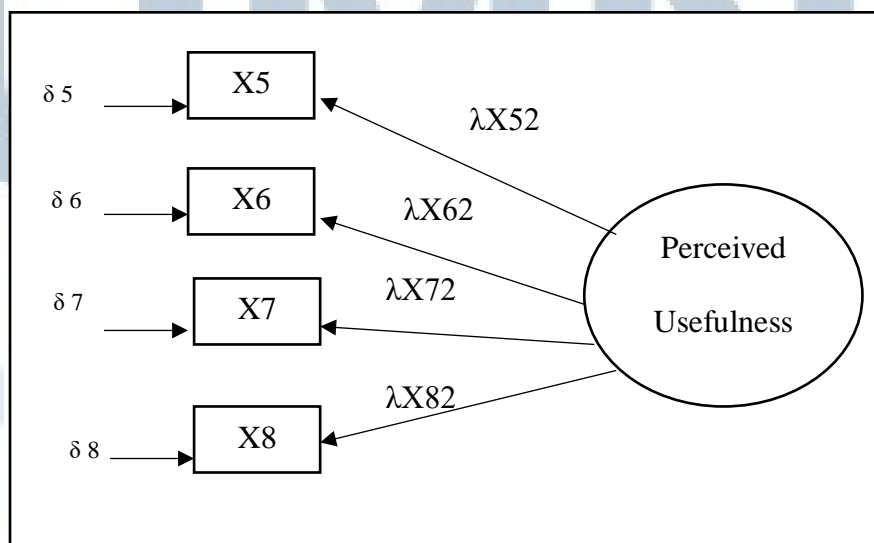 δ 5
X5
λX52
δ 6
X6
λX62
δ 7
X7
λX72
δ 8
X8
λX82
Perceived
Usefulness